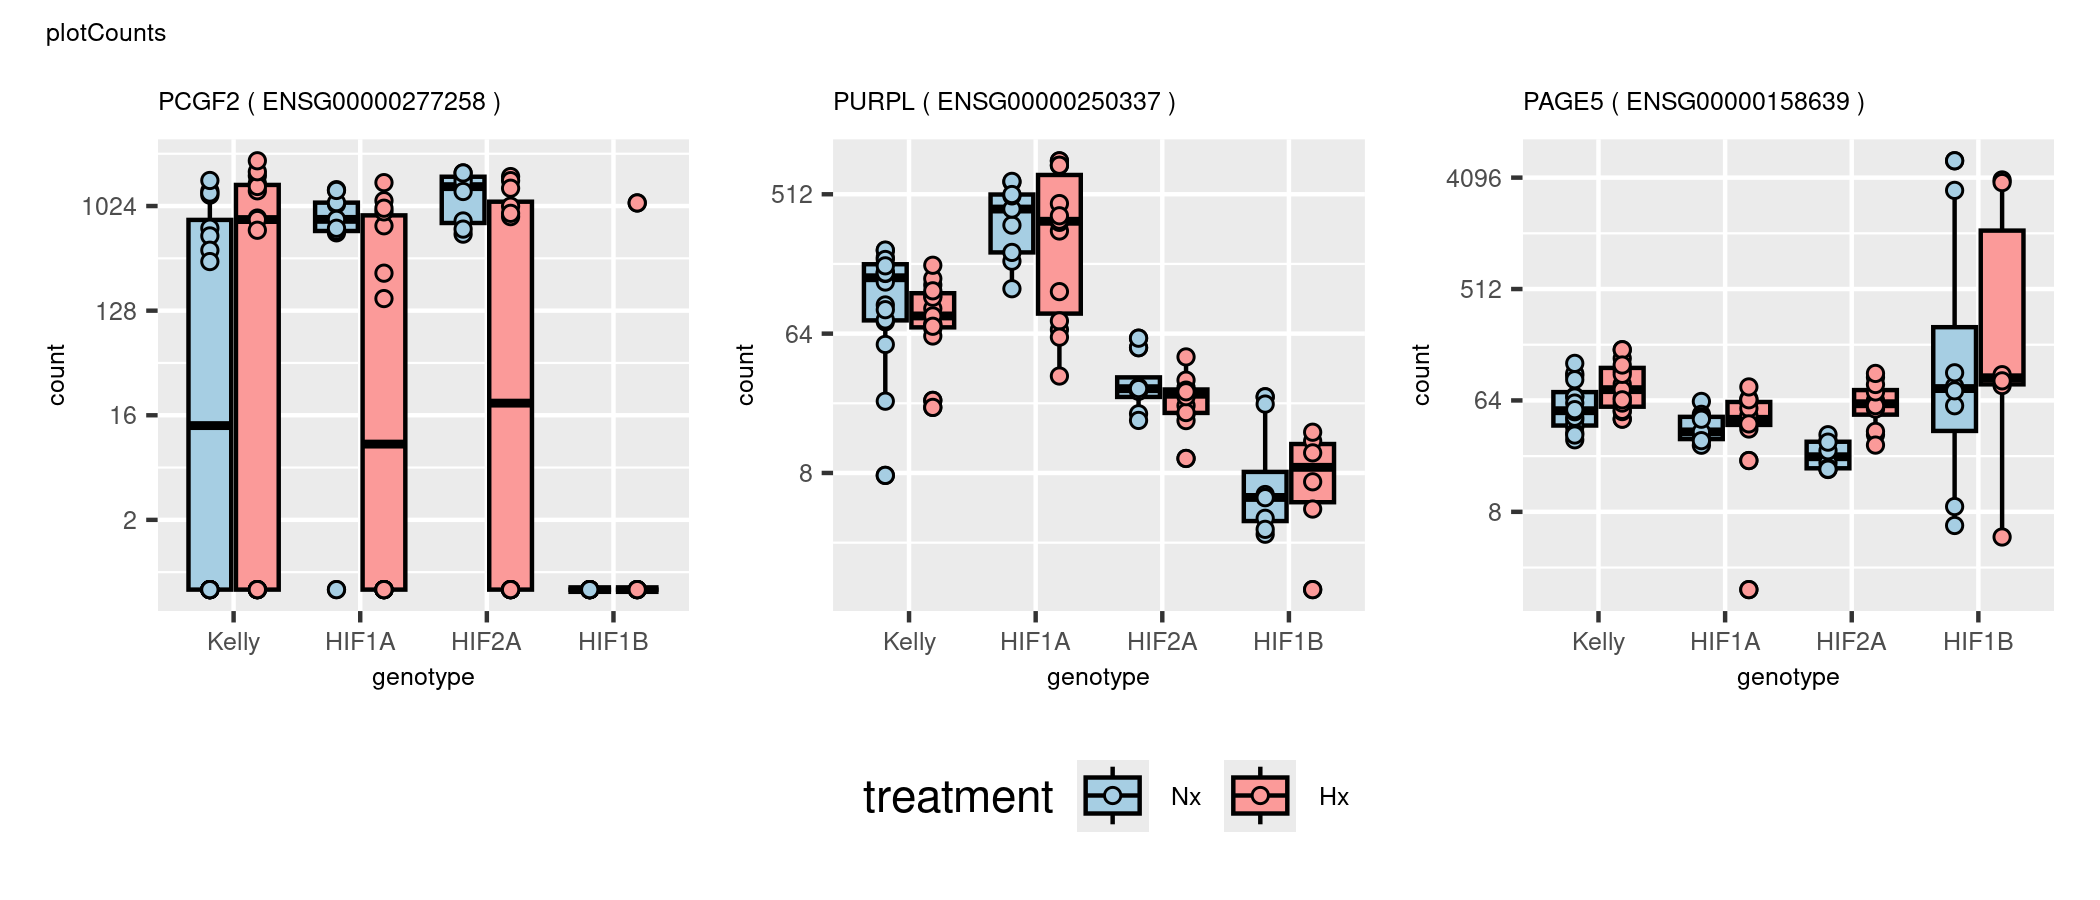 plotCounts
PCGF2 ( ENSG00000277258 )
count
1024
128
16
2
Kelly HIF1A HIF2A HIF1B
genotype
PURPL ( ENSG00000250337 )
count
512
64
8
Kelly HIF1A HIF2A HIF1B
genotype
PAGE5 ( ENSG00000158639 )
count
4096
512
64
8
Kelly HIF1A HIF2A HIF1B
genotype
treatment Nx Hx